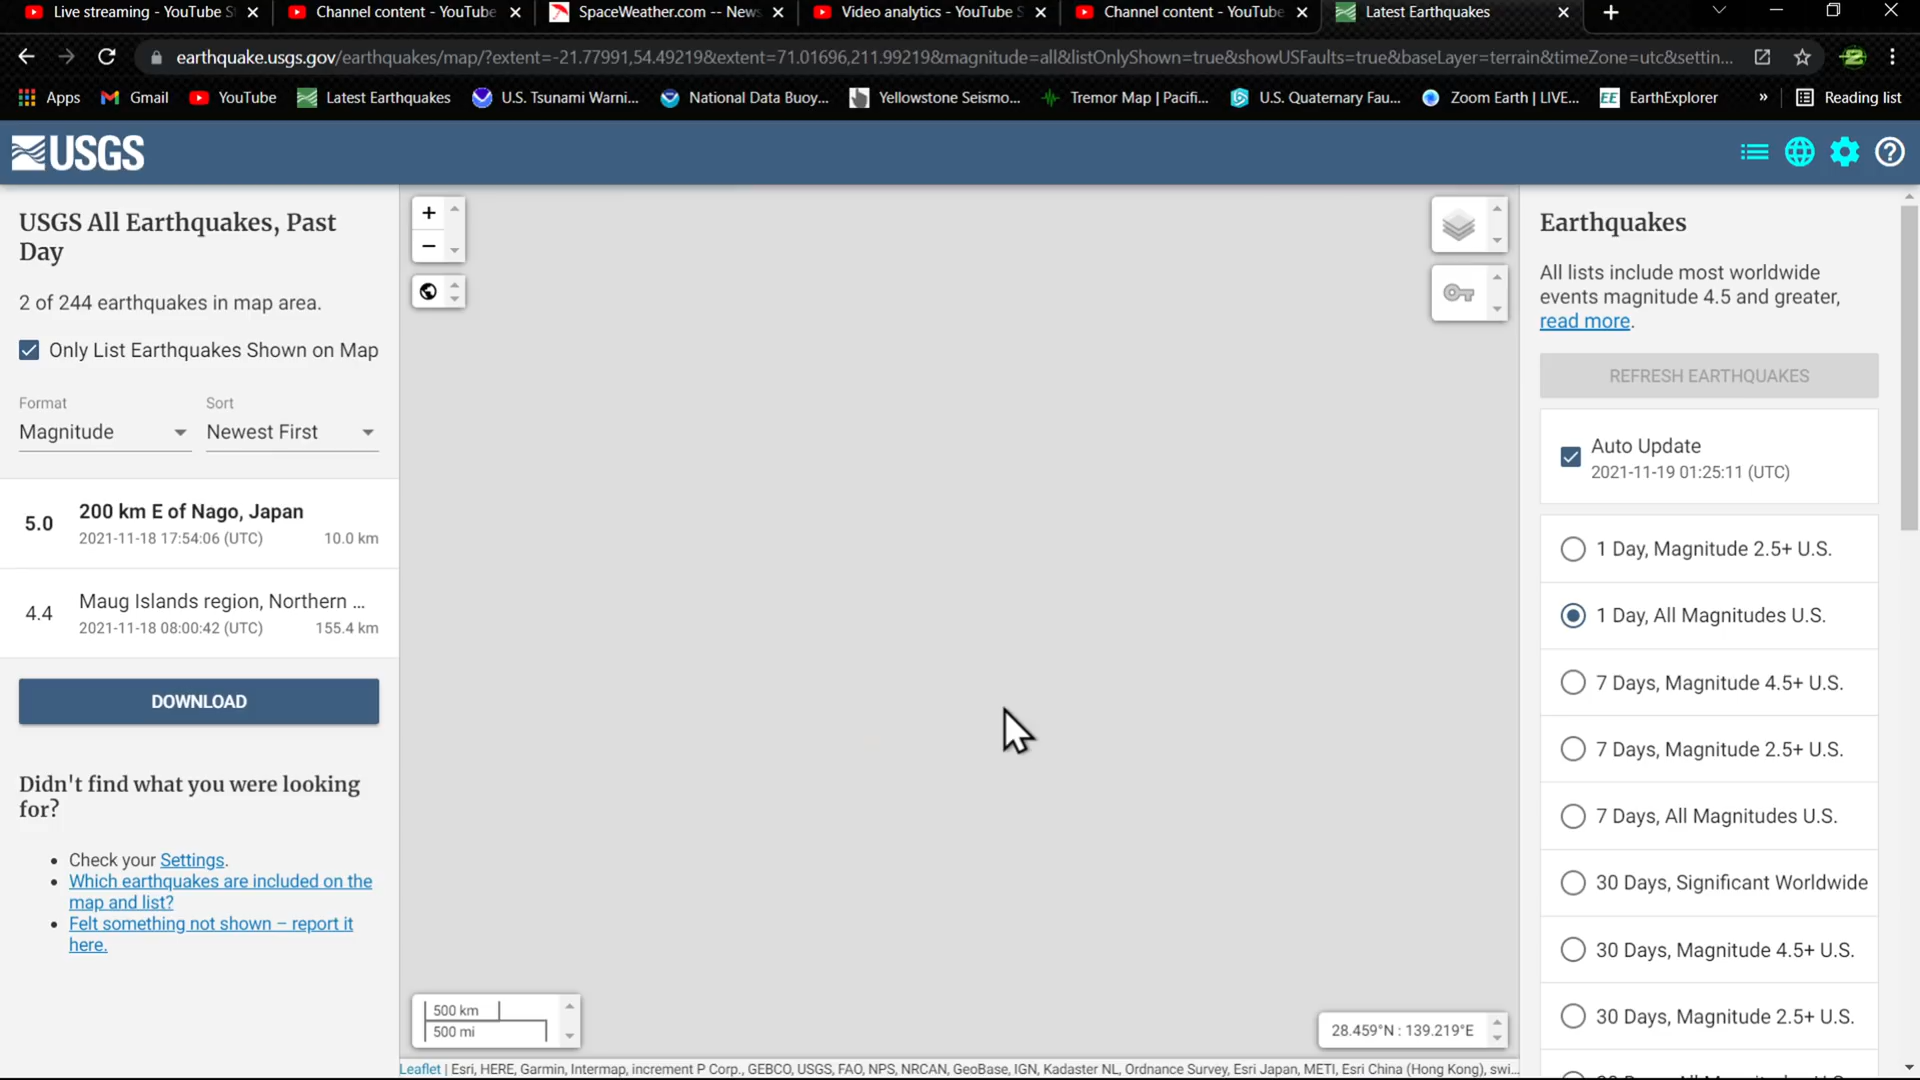 Live streaming - YouTube S
Channel content - YouTube
SpaceWeather.com -- News
Video analytics - YouTube S
Channel content - YouTube
Latest Earthquakes
earthquake.usgs.gov/earthquakes/map/?extent=-21.77991,54.49219&extent=71.01696,211.99219&magnitude=all&listOnlyShown=true&showUSFaults=true&baseLayer=terrain&timeZone=utc&settin...
Apps
Gmail
YouTube
Latest Earthquakes
U.S. Tsunami Warni...
National Data Buoy...
Yellowstone Seismo...
Tremor Map | Pacifi...
U.S. Quaternary Fau...
Zoom Earth | LIVE...
EE EarthExplorer
»
Reading list
USGS
USGS All Earthquakes, Past
Day
2 of 244 earthquakes in map area.
Only List Earthquakes Shown on Map
Format
Sort
Magnitude
Newest First
5.0
200 km E of Nago, Japan
2021-11-18 17:54:06 (UTC)
10.0 km
4.4
Maug Islands region, Northern ...
2021-11-18 08:00:42 (UTC)
155.4 km
DOWNLOAD
Didn't find what you were looking
for?
• Check your Settings.
• Which earthquakes are included on the
map and list?
• Felt something not shown – report it
here.
+
−
500 km
500 mi
28.459°N : 139.219°E
Leaflet | Esri, HERE, Garmin, Intermap, increment P Corp., GEBCO, USGS, FAO, NPS, NRCAN, GeoBase, IGN, Kadaster NL, Ordnance Survey, Esri Japan, METI, Esri China (Hong Kong), swi...
Earthquakes
All lists include most worldwide
events magnitude 4.5 and greater,
read more.
REFRESH EARTHQUAKES
Auto Update
2021-11-19 01:25:11 (UTC)
1 Day, Magnitude 2.5+ U.S.
1 Day, All Magnitudes U.S.
7 Days, Magnitude 4.5+ U.S.
7 Days, Magnitude 2.5+ U.S.
7 Days, All Magnitudes U.S.
30 Days, Significant Worldwide
30 Days, Magnitude 4.5+ U.S.
30 Days, Magnitude 2.5+ U.S.